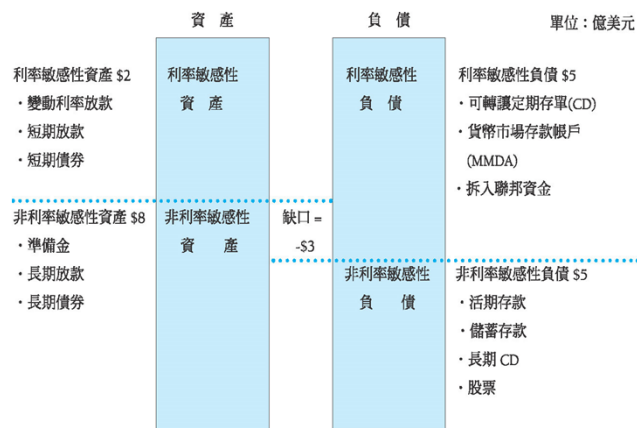 資 產
負 債
單位：億美元
利率敏感性資產 $2
・變動利率放款
・短期放款
・短期債券
利率敏感性
資 產
利率敏感性
負 債
利率敏感性負債 $5
・可轉讓定期存單(CD)
・貨幣市場存款帳戶
(MMDA)
・拆入聯邦資金
非利率敏感性資產 $8
・準備金
・長期放款
・長期債券
非利率敏感性
資 產
缺口 =
-$3
非利率敏感性
負 債
非利率敏感性負債 $5
・活期存款
・儲蓄存款
・長期 CD
・股票